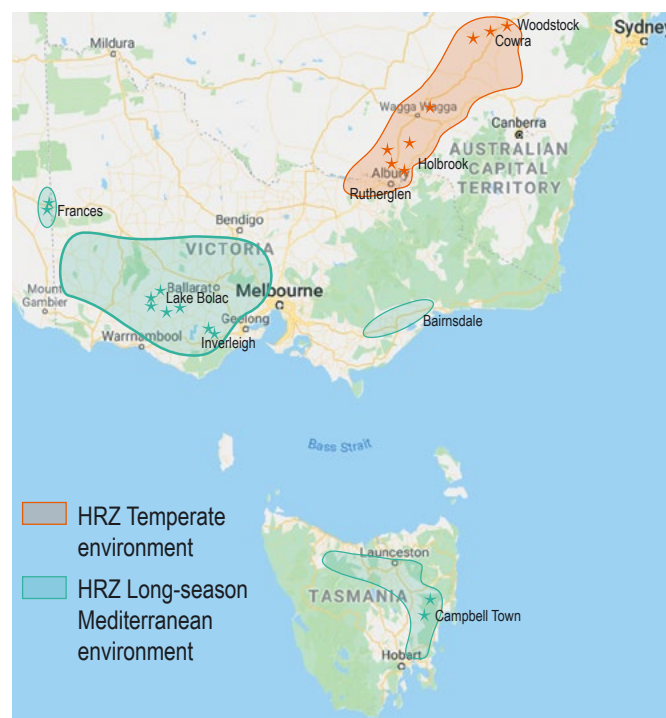 Woodstock
Sydney
Mildura
Cowra
Wagga Wagga
Canberra
AUSTRALIAN
CAPITAL
TERRITORY
Holbrook
Albury
Rutherglen
Frances
Bendigo
VICTORIA
Ballarat
Lake Bolac
Melbourne
Mount
Gambier
Geelong
Bairnsdale
Warrnambool
Inverleigh
Bass Strait
HRZ Temperate
environment
HRZ Long-season
Mediterranean
environment
Launceston
TASMANIA
Campbell Town
Hobart